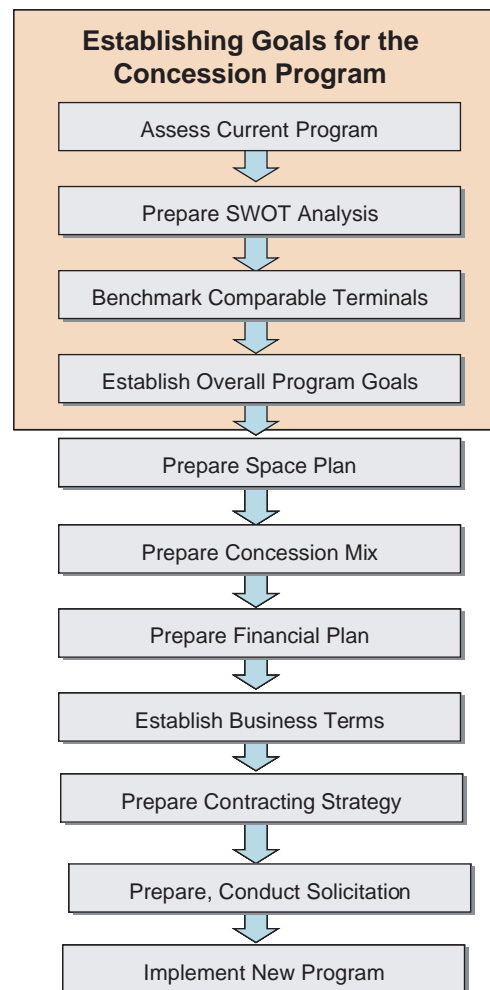 Establishing Goals for the
Concession Program
Assess Current Program
Prepare SWOT Analysis
Benchmark Comparable Terminals
Establish Overall Program Goals
Prepare Space Plan
Prepare Concession Mix
Prepare Financial Plan
Establish Business Terms
Prepare Contracting Strategy
Prepare, Conduct Solicitation
Implement New Program